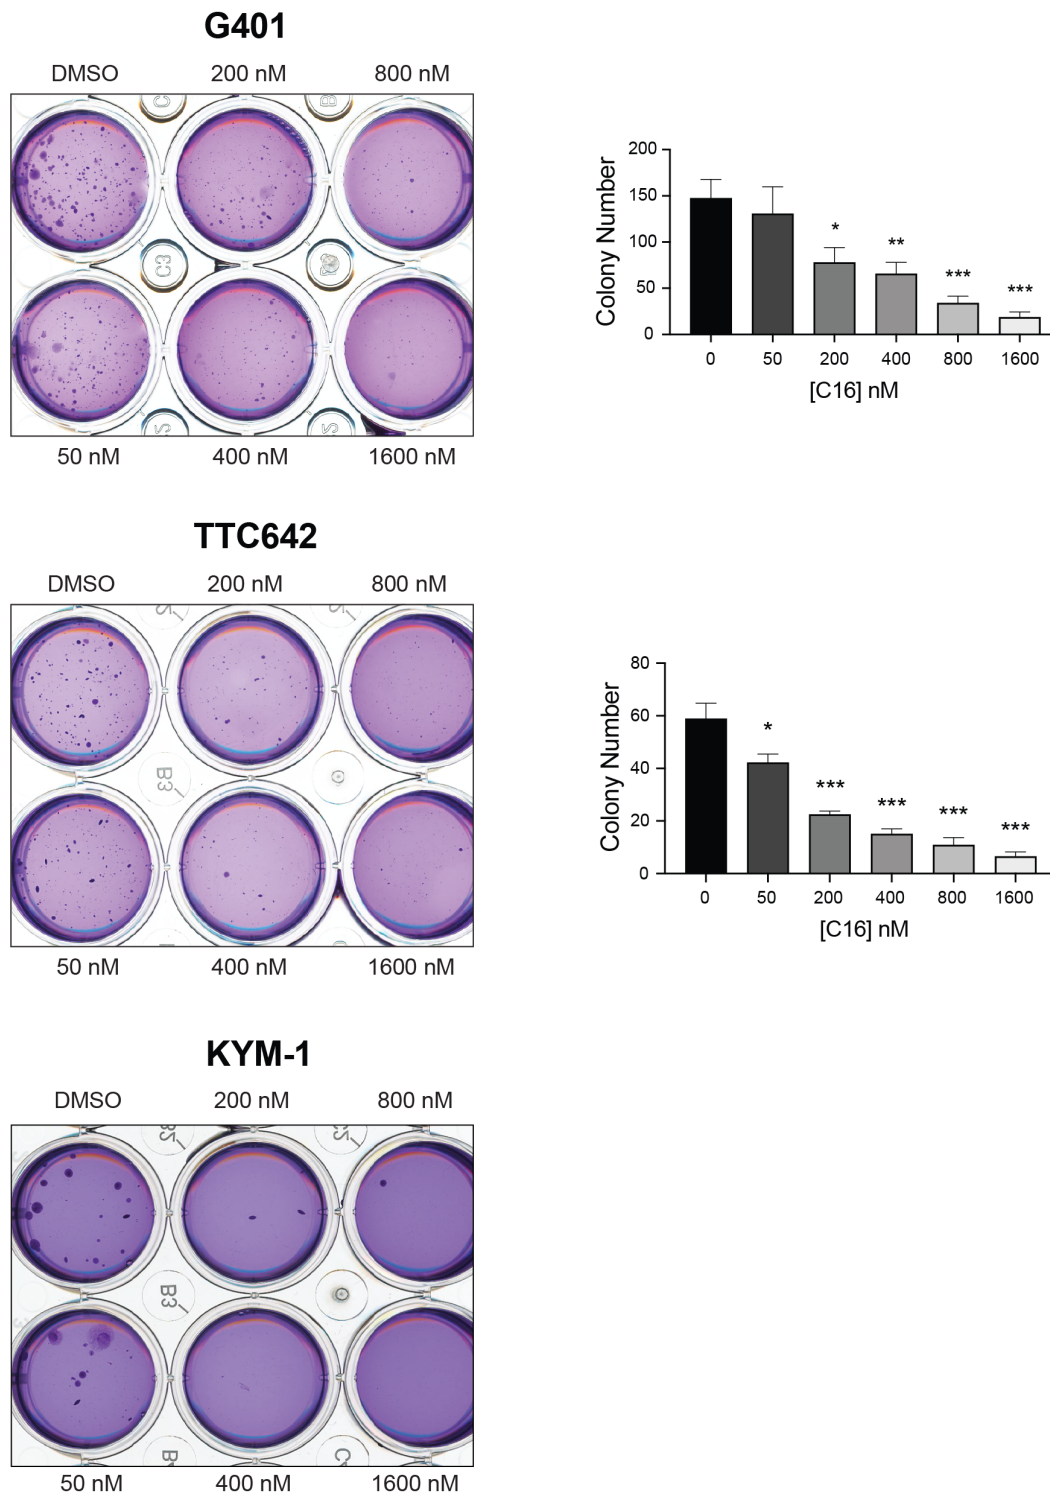 G401
DMSO 200 nM 800 nM
C3
50 nM 400 nM 1600 nM
200
150
100
50
0
Colony Number
*
**
***
***
0 50 200 400 800 1600
[C16] nM
TTC642
DMSO 200 nM 800 nM
B3
50 nM 400 nM 1600 nM
80
60
40
20
0
Colony Number
*
***
***
***
***
0 50 200 400 800 1600
[C16] nM
KYM-1
DMSO 200 nM 800 nM
B3
50 nM 400 nM 1600 nM